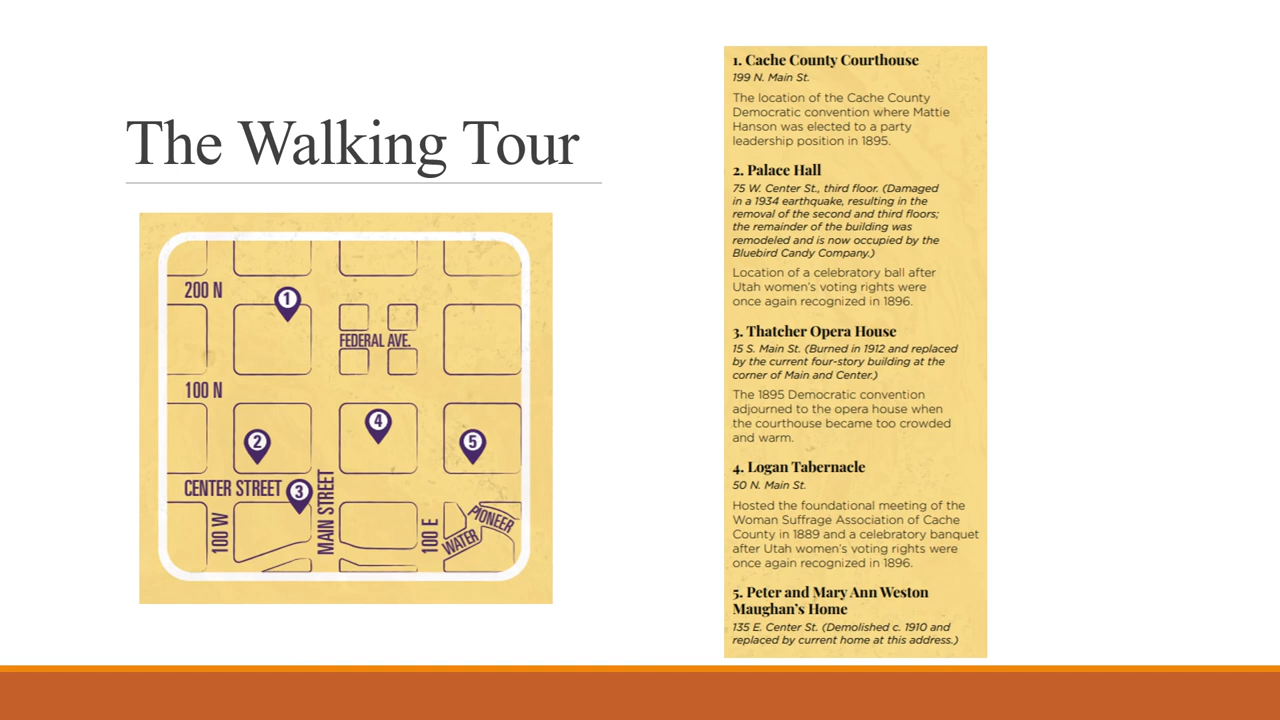 The Walking Tour
200 N
1
FEDERAL AVE.
100 N
2
4
5
CENTER STREET
3
MAIN STREET
100 W
100 E
WATER
PIONEER
1. Cache County Courthouse
199 N. Main St.
The location of the Cache County
Democratic convention where Mattie
Hanson was elected to a party
leadership position in 1895.
2. Palace Hall
75 W. Center St., third floor. (Damaged
in a 1934 earthquake, resulting in the
removal of the second and third floors;
the remainder of the building was
remodeled and is now occupied by the
Bluebird Candy Company.)
Location of a celebratory ball after
Utah women's voting rights were
once again recognized in 1896.
3. Thatcher Opera House
15 S. Main St. (Burned in 1912 and replaced
by the current four-story building at the
corner of Main and Center.)
The 1895 Democratic convention
adjourned to the opera house when
the courthouse became too crowded
and warm.
4. Logan Tabernacle
50 N. Main St.
Hosted the foundational meeting of the
Woman Suffrage Association of Cache
County in 1889 and a celebratory banquet
after Utah women's voting rights were
once again recognized in 1896.
5. Peter and Mary Ann Weston
Maughan's Home
135 E. Center St. (Demolished c. 1910 and
replaced by current home at this address.)